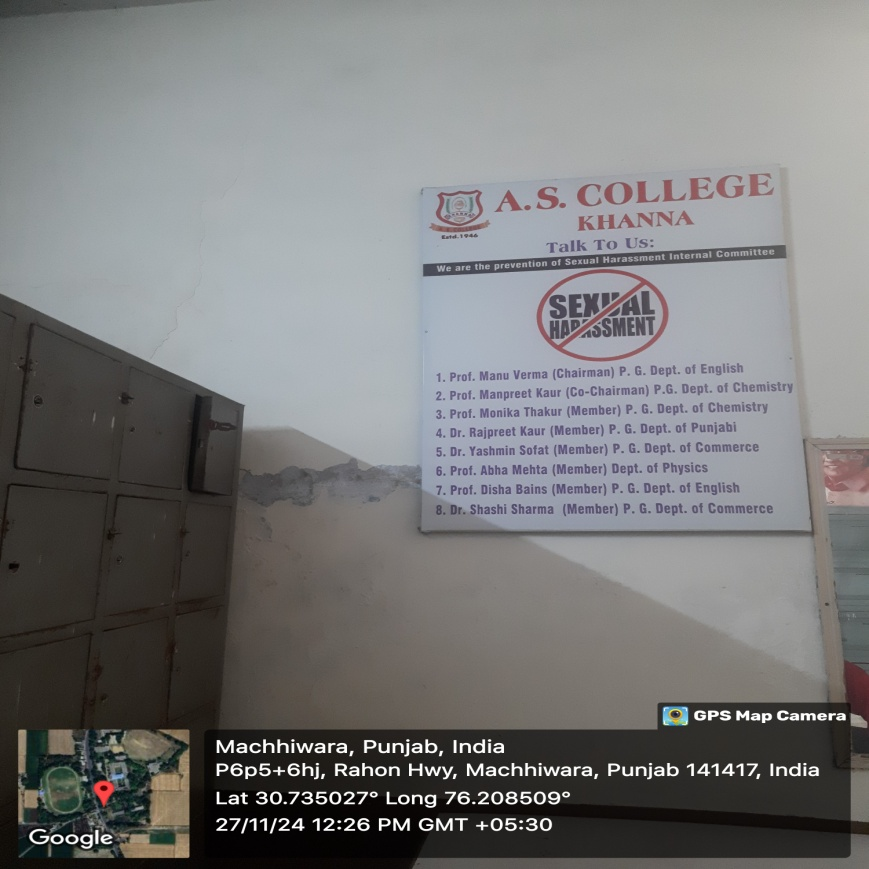 A.S. COLLEGE
KHANNA
Estd.1946
Talk To Us:
We are the prevention of Sexual Harassment Internal Committee
SEXUAL
HARASSMENT
1. Prof. Manu Verma (Chairman) P. G. Dept. of English
2. Prof. Manpreet Kaur (Co-Chairman) P.G. Dept. of Chemistry
3. Prof. Monika Thakur (Member) P. G. Dept. of Chemistry
4. Dr. Rajpreet Kaur (Member) P. G. Dept. of Punjabi
5. Dr. Yashmin Sofat (Member) P. G. Dept. of Commerce
6. Prof. Abha Mehta (Member) Dept. of Physics
7. Prof. Disha Bains (Member) P. G. Dept. of English
8. Dr. Shashi Sharma (Member) P. G. Dept. of Commerce
GPS Map Camera
Machhiwara, Punjab, India
P6p5+6hj, Rahon Hwy, Machhiwara, Punjab 141417, India
Lat 30.735027° Long 76.208509°
27/11/24 12:26 PM GMT +05:30
Google